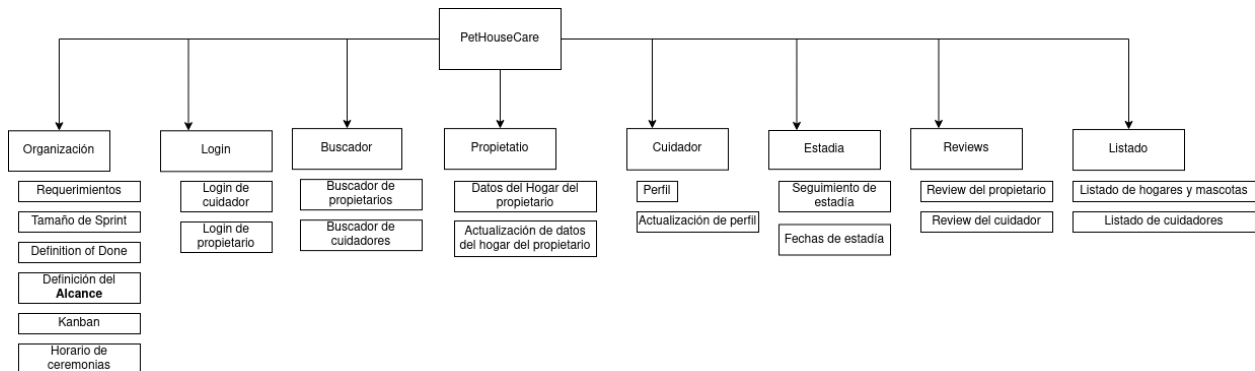 PetHouseCare
Organización
Login
Buscador
Propietatio
Cuidador
Estadia
Reviews
Listado
Requerimientos
Tamaño de Sprint
Definition of Done
Definición del
Alcance
Kanban
Horario de
ceremonias
Login de
cuidador
Login de
propietario
Buscador de
propietarios
Buscador de
cuidadores
Datos del Hogar del
propietario
Actualización de datos
del hogar del propietario
Perfil
Actualización de perfil
Seguimiento de
estadía
Fechas de estadía
Review del propietario
Review del cuidador
Listado de hogares y mascotas
Listado de cuidadores